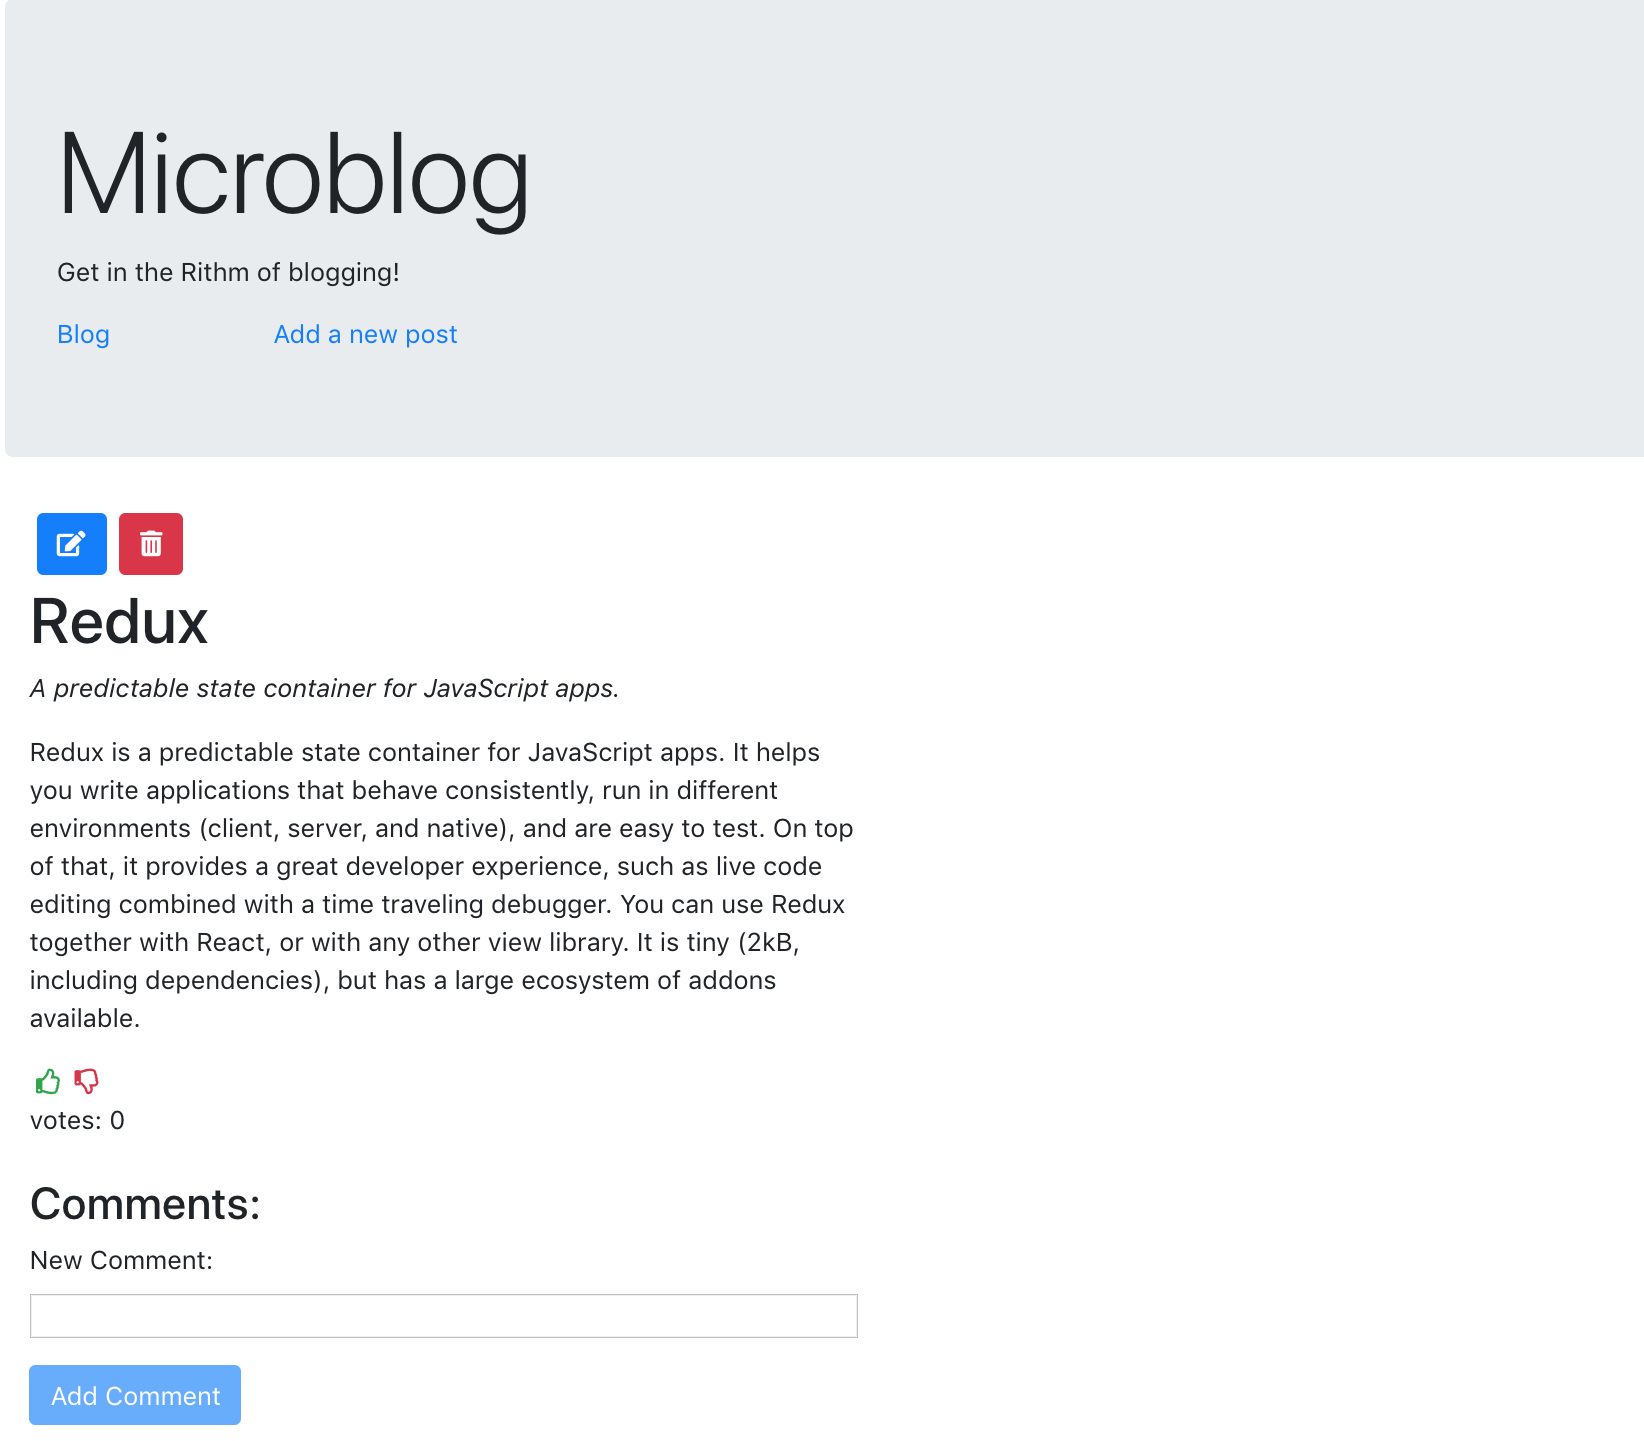 Microblog
Get in the Rithm of blogging!
Blog
Add a new post
Redux
A predictable state container for JavaScript apps.
Redux is a predictable state container for JavaScript apps. It helps
you write applications that behave consistently, run in different
environments (client, server, and native), and are easy to test. On top
of that, it provides a great developer experience, such as live code
editing combined with a time traveling debugger. You can use Redux
together with React, or with any other view library. It is tiny (2kB,
including dependencies), but has a large ecosystem of addons
available.
votes: 0
Comments:
New Comment:
Add Comment